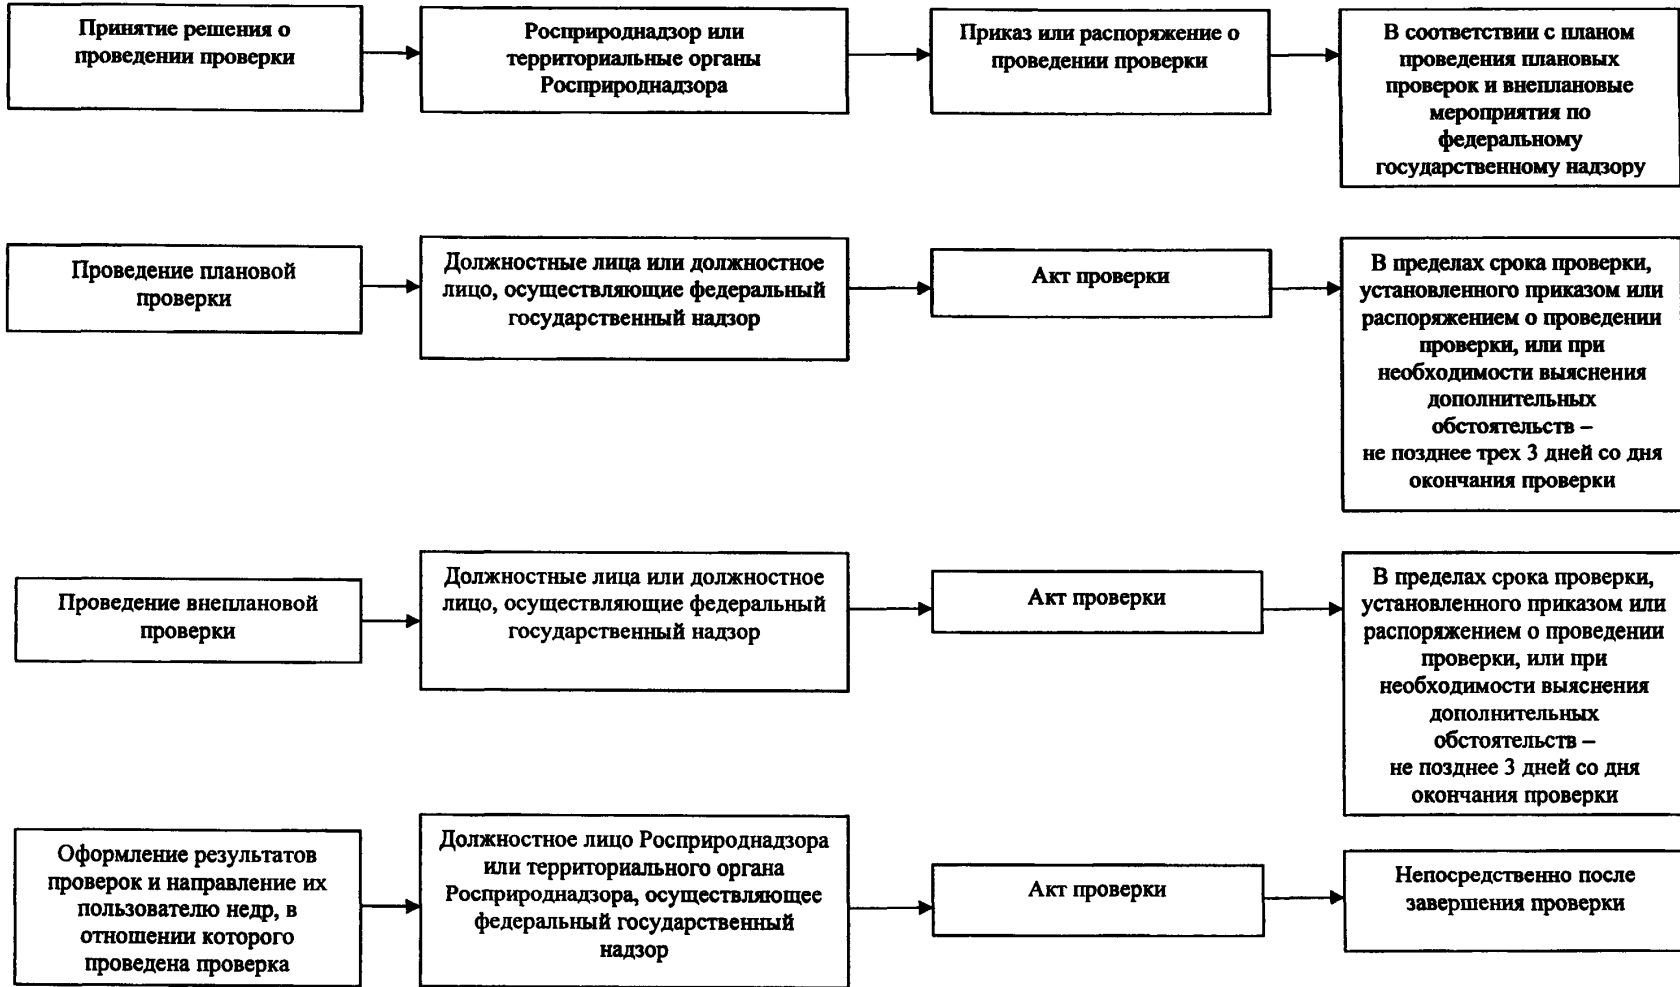 Принятие решения о
проведении проверки
Росприроднадзор или
территориальные органы
Росприроднадзора
Приказ или распоряжение о
проведении проверки
В соответствии с планом
проведения плановых
проверок и внеплановые
мероприятия по
федеральному
государственному надзору
Проведение плановой
проверки
Должностные лица или должностное
лицо, осуществляющие федеральный
государственный надзор
Акт проверки
В пределах срока проверки,
установленного приказом или
распоряжением о проведении
проверки, или при
необходимости выяснения
дополнительных
обстоятельств –
не позднее трех 3 дней со дня
окончания проверки
Проведение внеплановой
проверки
Должностные лица или должностное
лицо, осуществляющие федеральный
государственный надзор
Акт проверки
В пределах срока проверки,
установленного приказом или
распоряжением о проведении
проверки, или при
необходимости выяснения
дополнительных
обстоятельств –
не позднее 3 дней со дня
окончания проверки
Оформление результатов
проверок и направление их
пользователю недр, в
отношении которого
проведена проверка
Должностное лицо Росприроднадзора
или территориального органа
Росприроднадзора, осуществляющее
федеральный государственный
надзор
Акт проверки
Непосредственно после
завершения проверки